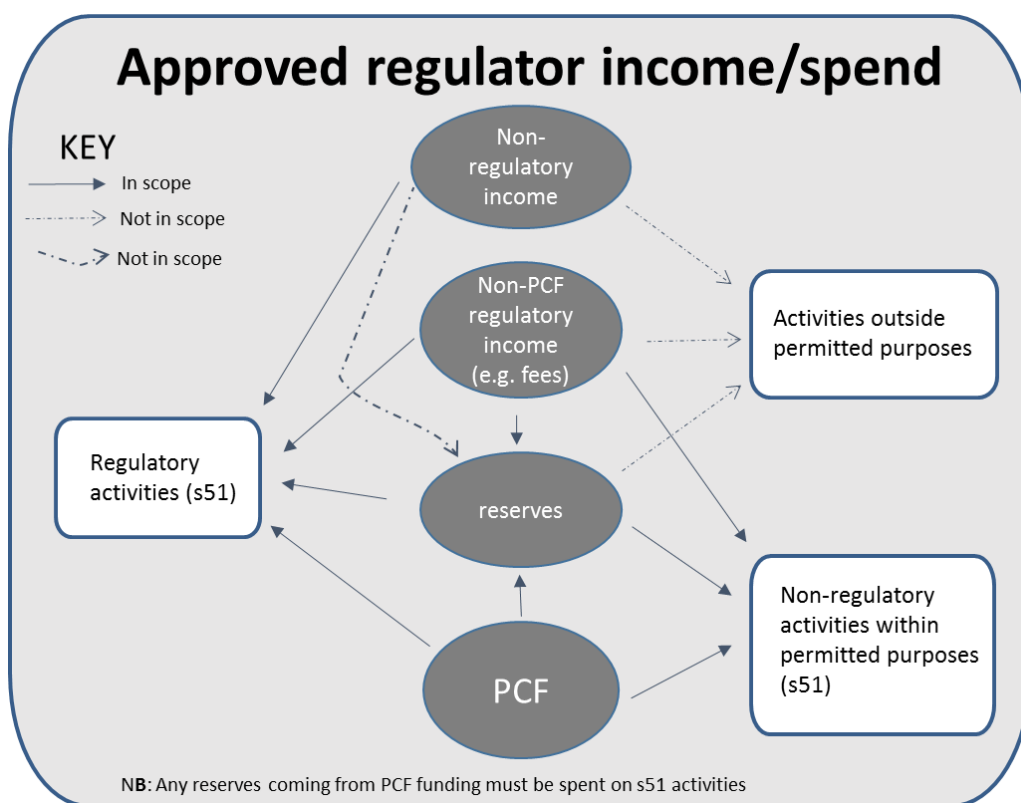 Approved regulator income/spend
KEY
In scope
Not in scope
Not in scope
Non-
regulatory
income
Non-PCF
regulatory
income
(e.g. fees)
Activities outside
permitted purposes
Regulatory
activities (s51)
reserves
Non-regulatory
activities within
permitted purposes
(s51)
PCF
NB: Any reserves coming from PCF funding must be spent on s51 activities